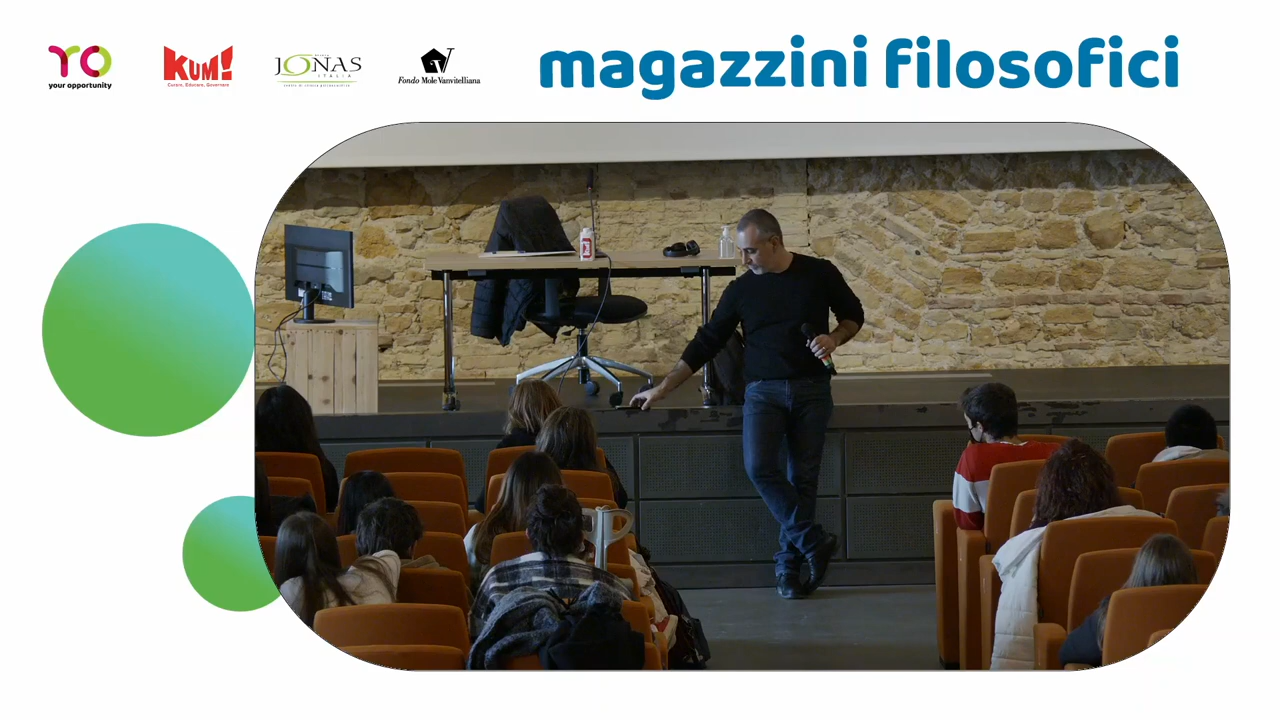 YO
your opportunity
KUM!
Curare, Educare, Governare
JONAS
ITALIA
Fondo Mole Vanvitelliana
magazzini filosofici